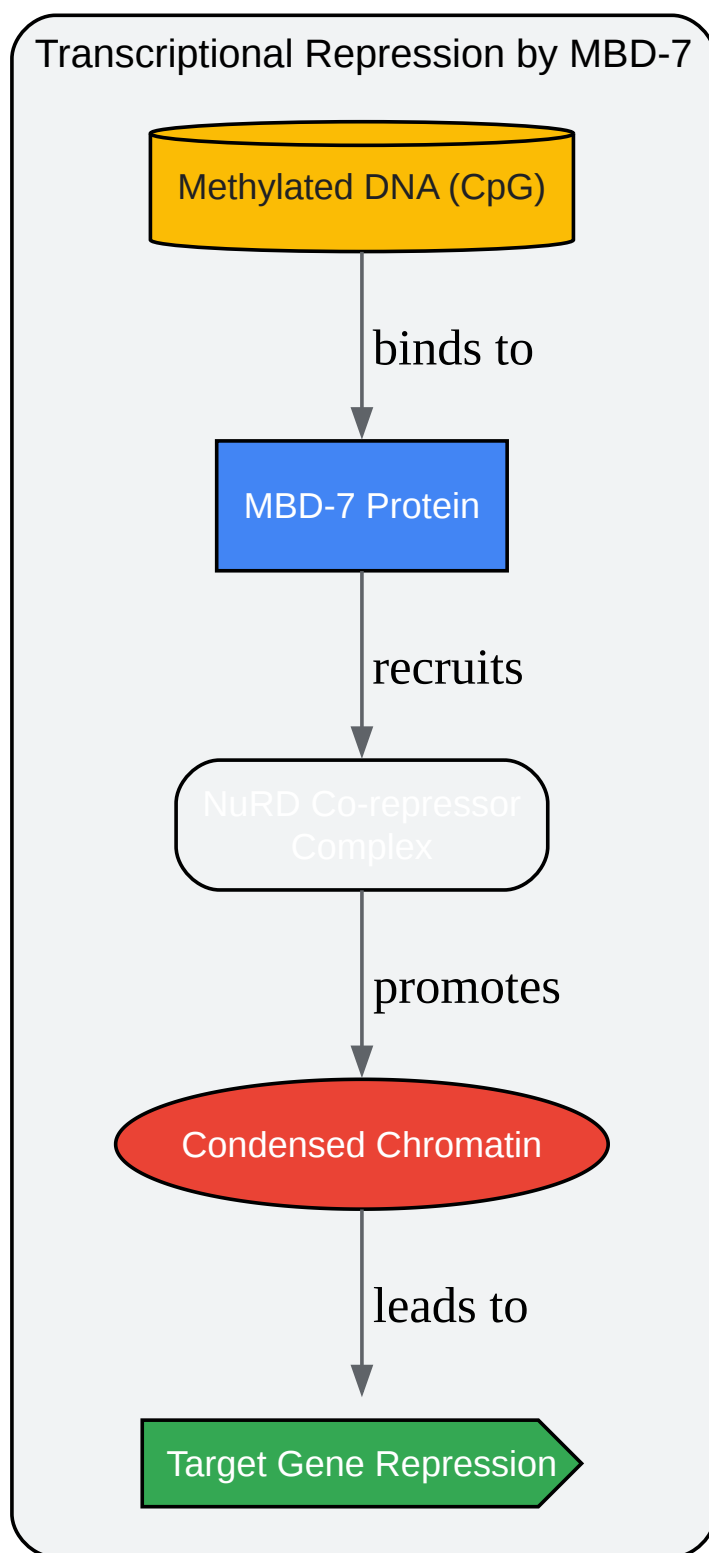 Transcriptional Repression by MBD-7
Methylated DNA (CpG)
binds to
MBD-7 Protein
recruits
NuRD Co-repressor
Complex
promotes
Condensed Chromatin
leads to
Target Gene Repression